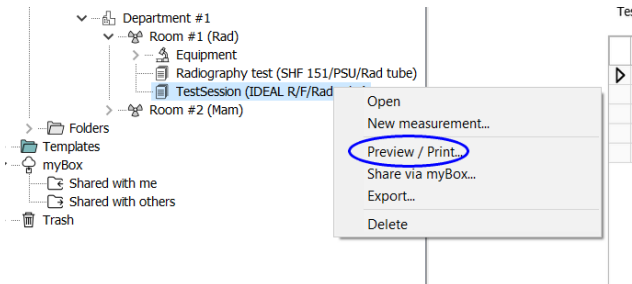 Department #1
Room #1 (Rad)
Equipment
Radiography test (SHF 151/PSU/Rad tube)
TestSession (IDEAL R/F/Rad
Room #2 (Mam)
Folders
Templates
myBox
Shared with me
Shared with others
Trash
Open
New measurement...
Preview / Print...
Share via myBox...
Export...
Delete